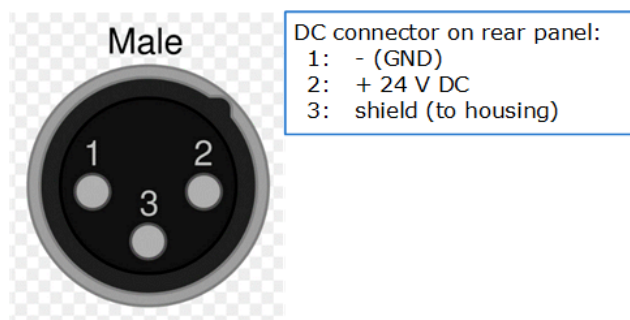 Male
1
2
3
DC connector on rear panel:
1: - (GND)
2: + 24 V DC
3: shield (to housing)